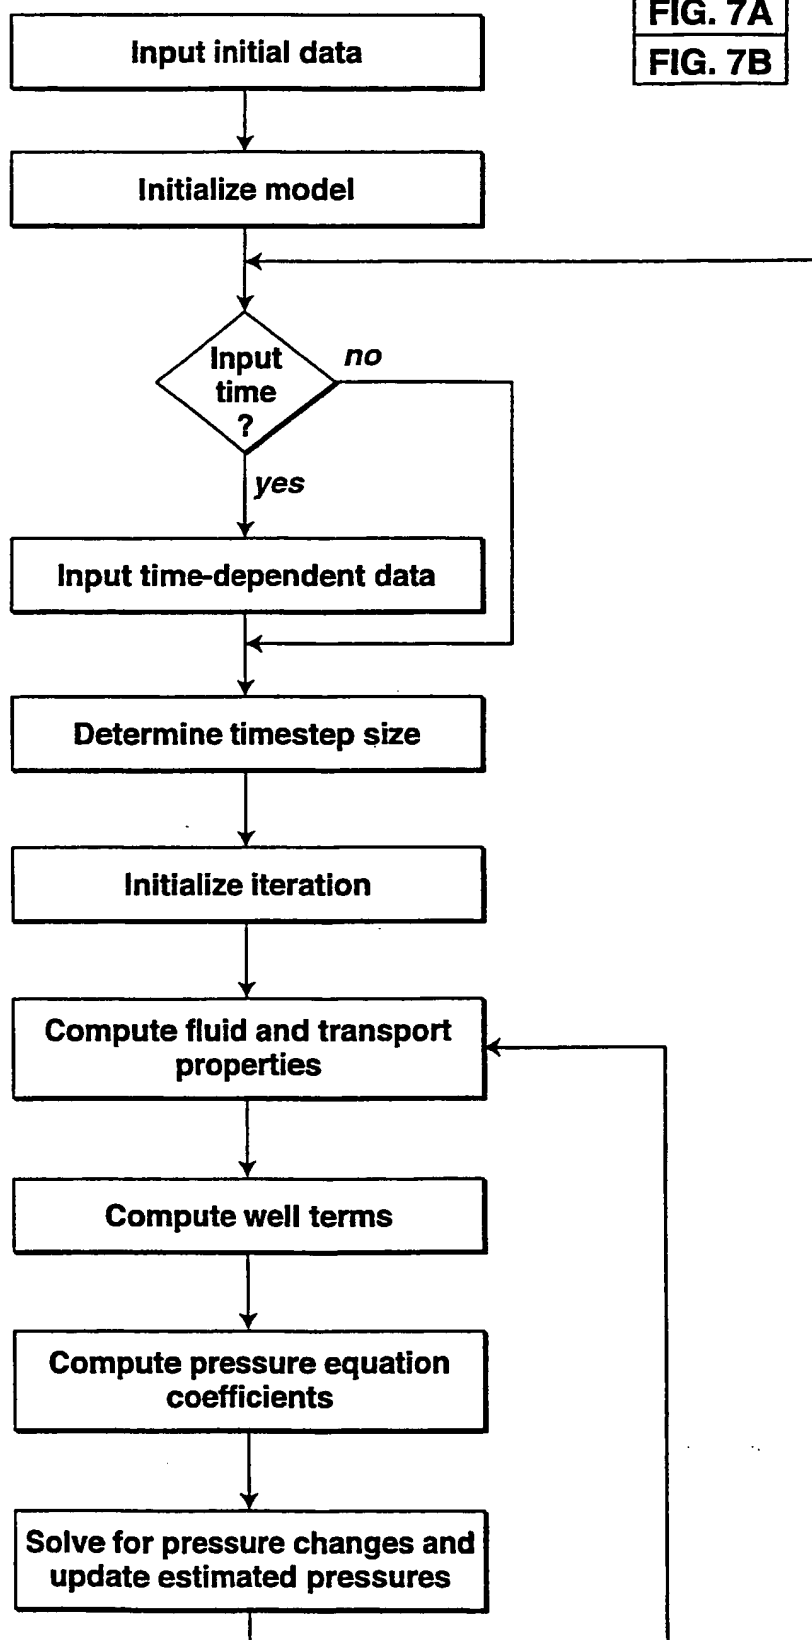 FIG. 7A
FIG. 7B
Input initial data
Initialize model
Input
time
?
no
yes
Input time-dependent data
Determine timestep size
Initialize iteration
Compute fluid and transport
properties
Compute well terms
Compute pressure equation
coefficients
Solve for pressure changes and
update estimated pressures